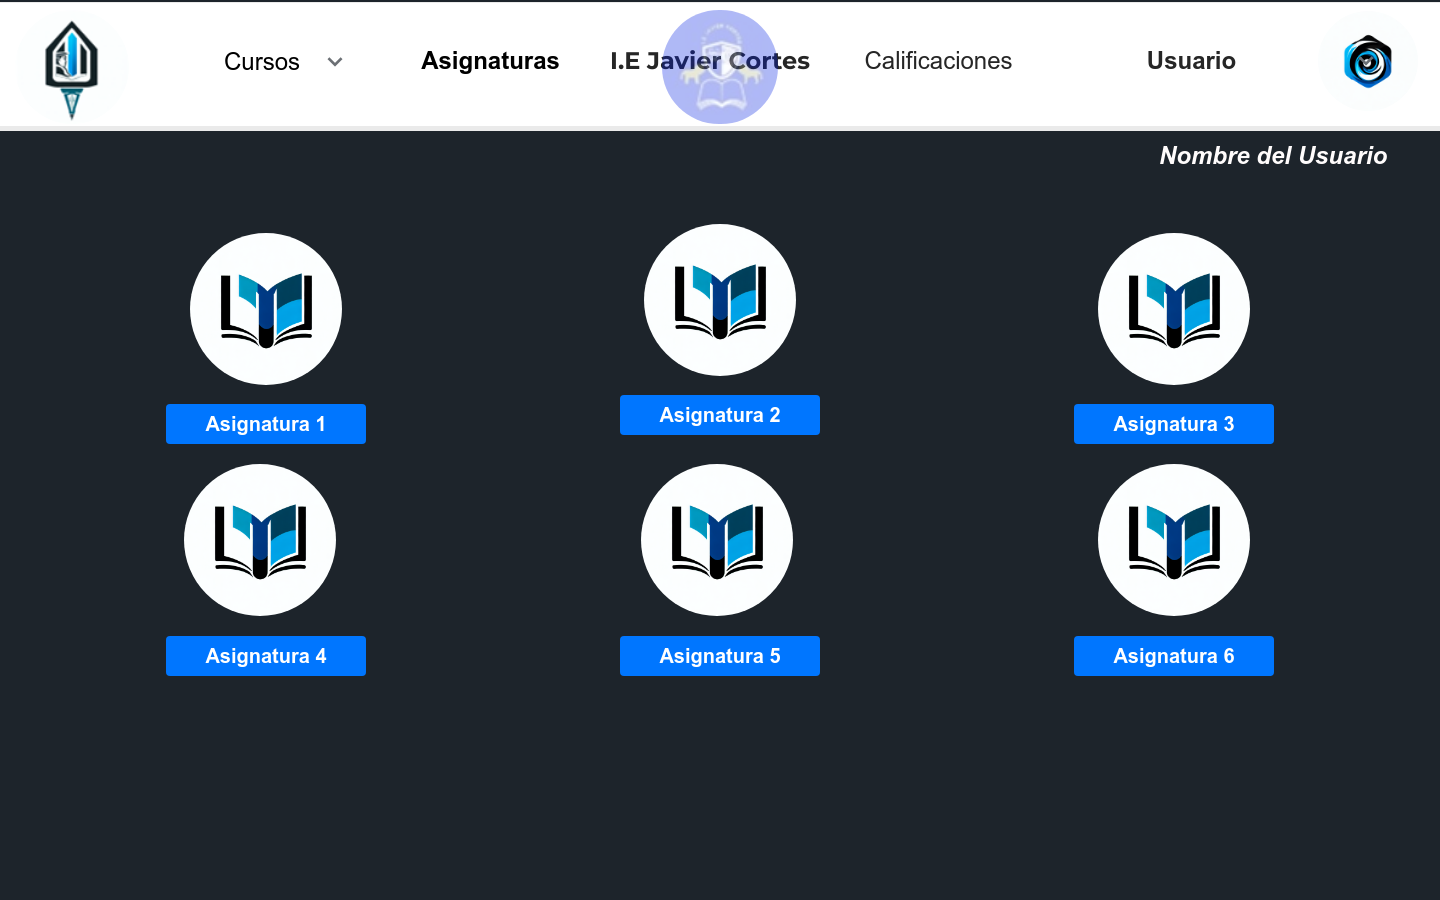 Cursos
Asignaturas
I.E Javier Cortes
Calificaciones
Usuario
Nombre del Usuario
Asignatura 1
Asignatura 2
Asignatura 3
Asignatura 4
Asignatura 5
Asignatura 6